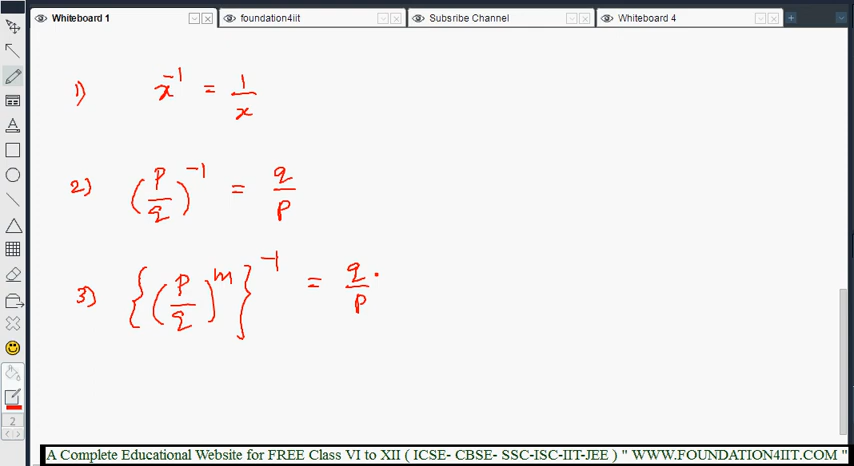 Whiteboard 1 foundation4iit Subsribe Channel Whiteboard 4
1) x⁻¹ = 1/x
2) (p/q)⁻¹ = q/p
3) {(p/q)ᵐ}⁻¹ = q/p
2
A Complete Educational Website for FREE Class VI to XII ( ICSE- CBSE- SSC-ISC-IIT-JEE ) " WWW.FOUNDATION4IIT.COM "